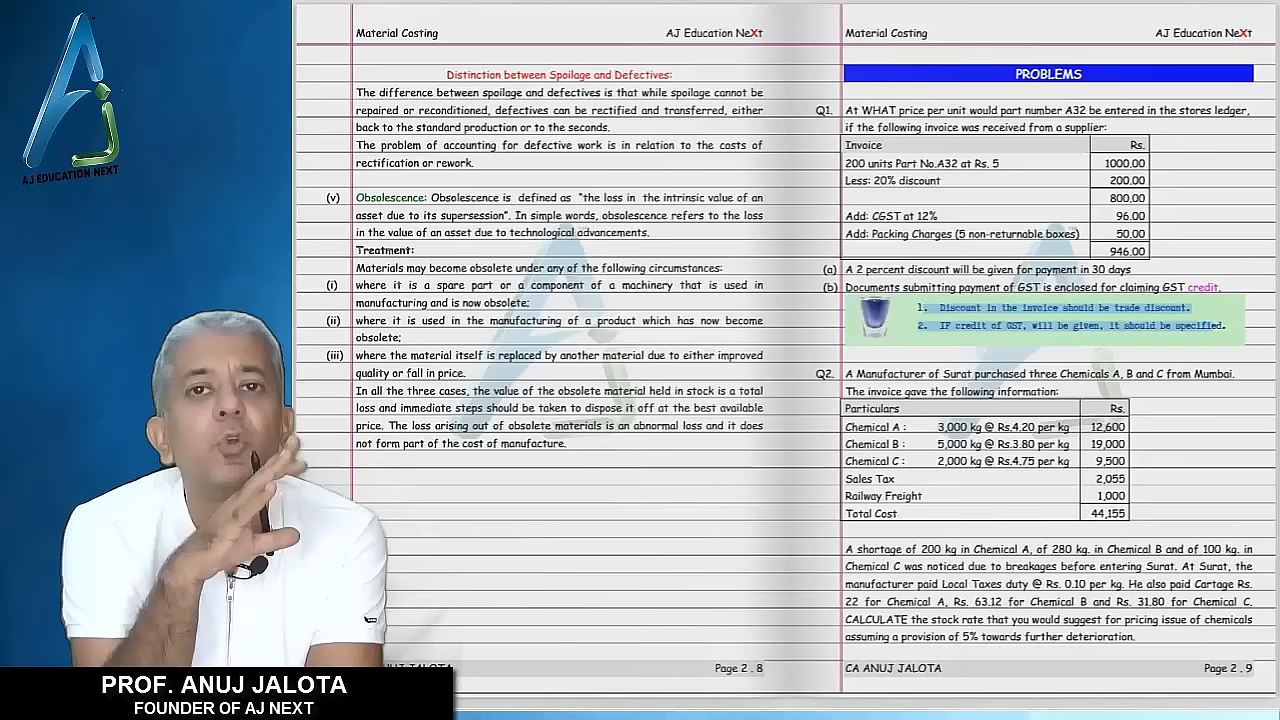 AJ EDUCATION NEXT
Material Costing AJ Education NeXt
Distinction between Spoilage and Defectives:
The difference between spoilage and defectives is that while spoilage cannot be
repaired or reconditioned, defectives can be rectified and transferred, either
back to the standard production or to the seconds.
The problem of accounting for defective work is in relation to the costs of
rectification or rework.
(v) Obsolescence: Obsolescence is defined as "the loss in the intrinsic value of an
asset due to its supersession". In simple words, obsolescence refers to the loss
in the value of an asset due to technological advancements.
Treatment:
Materials may become obsolete under any of the following circumstances:
(i) where it is a spare part or a component of a machinery that is used in
manufacturing and is now obsolete;
(ii) where it is used in the manufacturing of a product which has now become
obsolete;
(iii) where the material itself is replaced by another material due to either improved
quality or fall in price.
In all the three cases, the value of the obsolete material held in stock is a total
loss and immediate steps should be taken to dispose it off at the best available
price. The loss arising out of obsolete materials is an abnormal loss and it does
not form part of the cost of manufacture.
JALOTA Page 2 . 8
Material Costing AJ Education NeXt
PROBLEMS
Q1. At WHAT price per unit would part number A32 be entered in the stores ledger,
if the following invoice was received from a supplier:
Invoice Rs.
200 units Part No.A32 at Rs. 5 1000.00
Less: 20% discount 200.00
800.00
Add: CGST at 12% 96.00
Add: Packing Charges (5 non-returnable boxes) 50.00
946.00
(a) A 2 percent discount will be given for payment in 30 days
(b) Documents submitting payment of GST is enclosed for claiming GST credit.
1. Discount in the invoice should be trade discount.
2. IF credit of GST, will be given, it should be specified.
Q2. A Manufacturer of Surat purchased three Chemicals A, B and C from Mumbai.
The invoice gave the following information:
Particulars Rs.
Chemical A : 3,000 kg @ Rs.4.20 per kg 12,600
Chemical B : 5,000 kg @ Rs.3.80 per kg 19,000
Chemical C : 2,000 kg @ Rs.4.75 per kg 9,500
Sales Tax 2,055
Railway Freight 1,000
Total Cost 44,155
A shortage of 200 kg in Chemical A, of 280 kg. in Chemical B and of 100 kg. in
Chemical C was noticed due to breakages before entering Surat. At Surat, the
manufacturer paid Local Taxes duty @ Rs. 0.10 per kg. He also paid Cartage Rs.
22 for Chemical A, Rs. 63.12 for Chemical B and Rs. 31.80 for Chemical C.
CALCULATE the stock rate that you would suggest for pricing issue of chemicals
assuming a provision of 5% towards further deterioration.
CA ANUJ JALOTA Page 2 . 9
PROF. ANUJ JALOTA
FOUNDER OF AJ NEXT